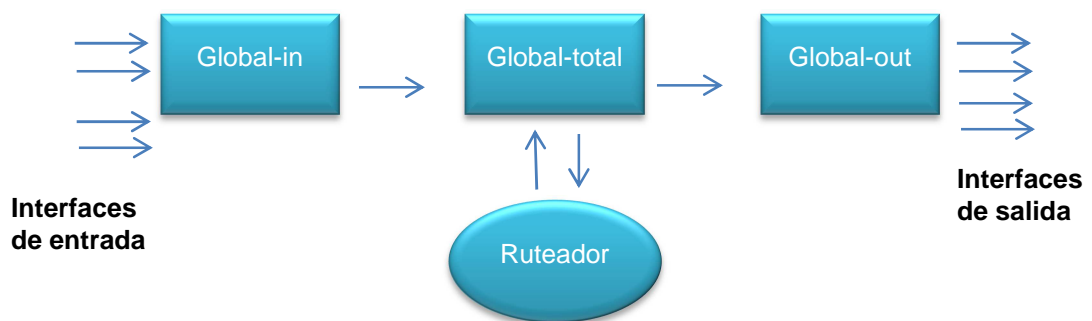 Global-in
Global-total
Global-out
Interfaces
de entrada
Interfaces
de salida
Ruteador